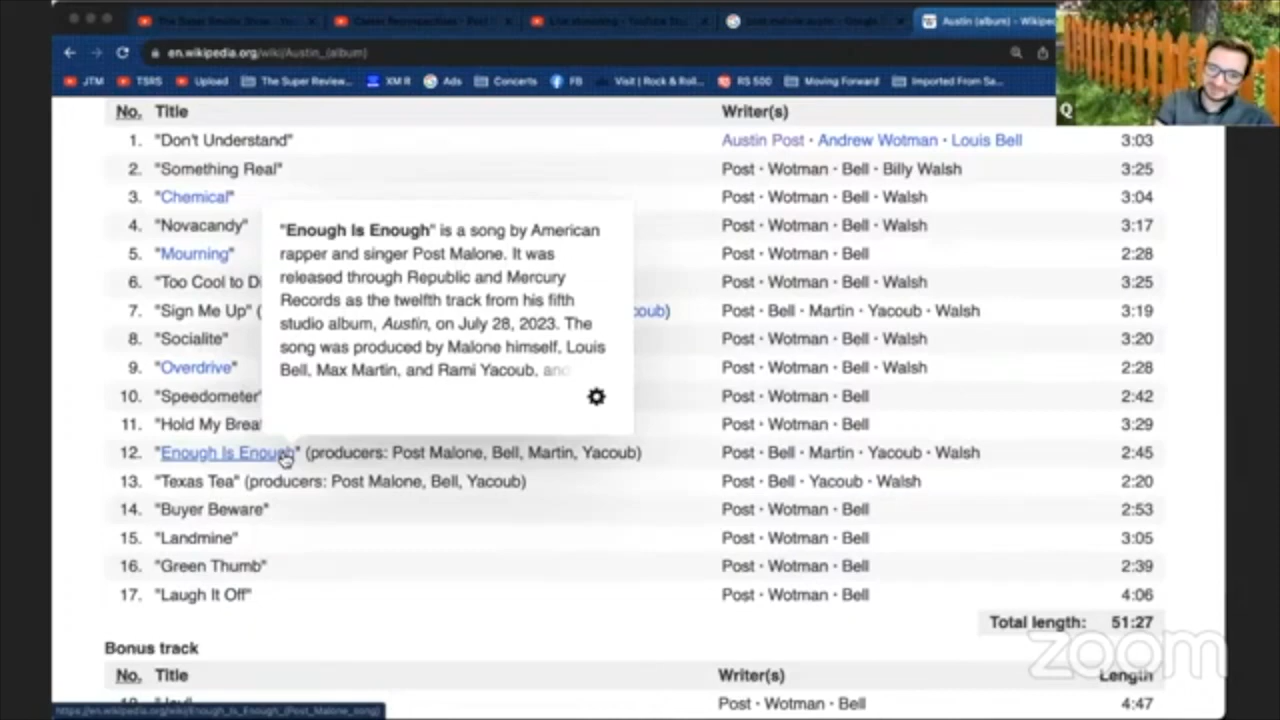 en.wikipedia.org/wiki/Austin_(album)
Austin (album) - Wikipe
JTM TSRS Upload The Super Review... XM R Ads Concerts FB Visit | Rock & Roll... RS 500 Moving Forward Imported From Sa...
Q
No. Title Writer(s)
1. "Don't Understand" Austin Post · Andrew Wotman · Louis Bell 3:03
2. "Something Real" Post · Wotman · Bell · Billy Walsh 3:25
3. "Chemical" Post · Wotman · Bell · Walsh 3:04
4. "Novacandy" Post · Wotman · Bell · Walsh 3:17
5. "Mourning" Post · Wotman · Bell 2:28
6. "Too Cool to Di Post · Wotman · Bell · Walsh 3:25
7. "Sign Me Up" ( coub) Post · Bell · Martin · Yacoub · Walsh 3:19
8. "Socialite" Post · Wotman · Bell · Walsh 3:20
9. "Overdrive" Post · Wotman · Bell · Walsh 2:28
10. "Speedometer" Post · Wotman · Bell 2:42
11. "Hold My Brea Post · Wotman · Bell 3:29
"Enough Is Enough" is a song by American
rapper and singer Post Malone. It was
released through Republic and Mercury
Records as the twelfth track from his fifth
studio album, Austin, on July 28, 2023. The
song was produced by Malone himself, Louis
Bell, Max Martin, and Rami Yacoub, and
12. "Enough Is Enough" (producers: Post Malone, Bell, Martin, Yacoub) Post · Bell · Martin · Yacoub · Walsh 2:45
13. "Texas Tea" (producers: Post Malone, Bell, Yacoub) Post · Bell · Yacoub · Walsh 2:20
14. "Buyer Beware" Post · Wotman · Bell 2:53
15. "Landmine" Post · Wotman · Bell 3:05
16. "Green Thumb" Post · Wotman · Bell 2:39
17. "Laugh It Off" Post · Wotman · Bell 4:06
Total length: 51:27
zoom
Bonus track
No. Title Writer(s) Length
Post · Wotman · Bell 4:47
https://en.wikipedia.org/wiki/Enough_Is_Enough_(Post_Malone_song)